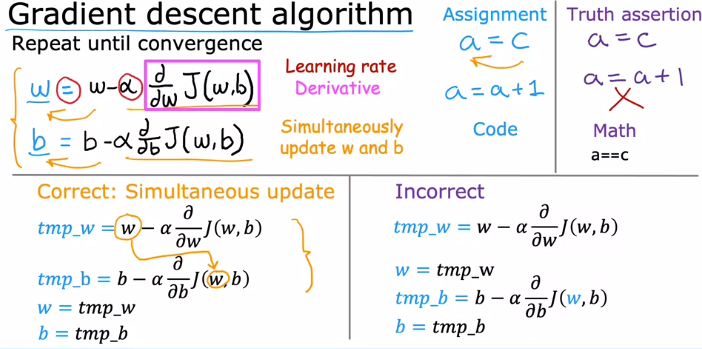 Gradient descent algorithm
Repeat until convergence
w = w - α ∂/∂w J(w,b)
b = b - α ∂/∂b J(w,b)
Learning rate
Derivative
Simultaneously
update w and b
Assignment
a = c
a = a + 1
Code
Truth assertion
a = c
a = a + 1
Math
a==c
Correct: Simultaneous update
tmp_w = w − α ∂/∂w J(w, b)
tmp_b = b − α ∂/∂b J(w, b)
w = tmp_w
b = tmp_b
Incorrect
tmp_w = w − α ∂/∂w J(w, b)
w = tmp_w
tmp_b = b − α ∂/∂b J(w, b)
b = tmp_b